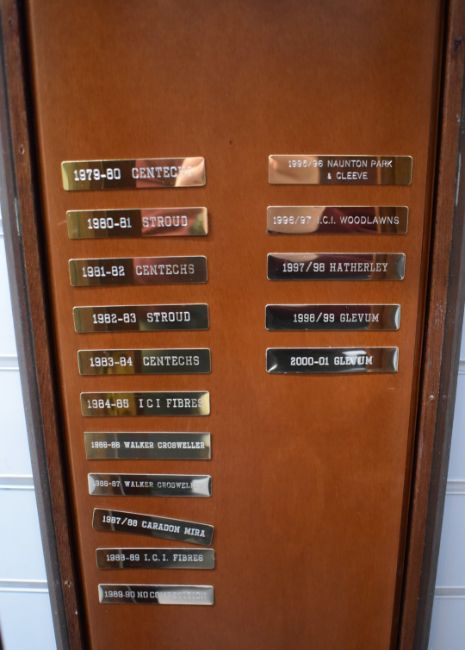 1979-80 CENTECHS
1980-81 STROUD
1981-82 CENTECHS
1982-83 STROUD
1983-84 CENTECHS
1984-85 I C I FIBRES
WALKER CROSWELLER
1986-87 WALKER CROSWELLER
1987/88 CARADON MIRA
1988-89 I.C.I. FIBRES
1989-90 NO COMPETITION
1995/96 NAUNTON PARK
& CLEEVE
1996/97 I.C.I. WOODLAWNS
1997/98 HATHERLEY
1998/99 GLEVUM
2000-01 GLEVUM